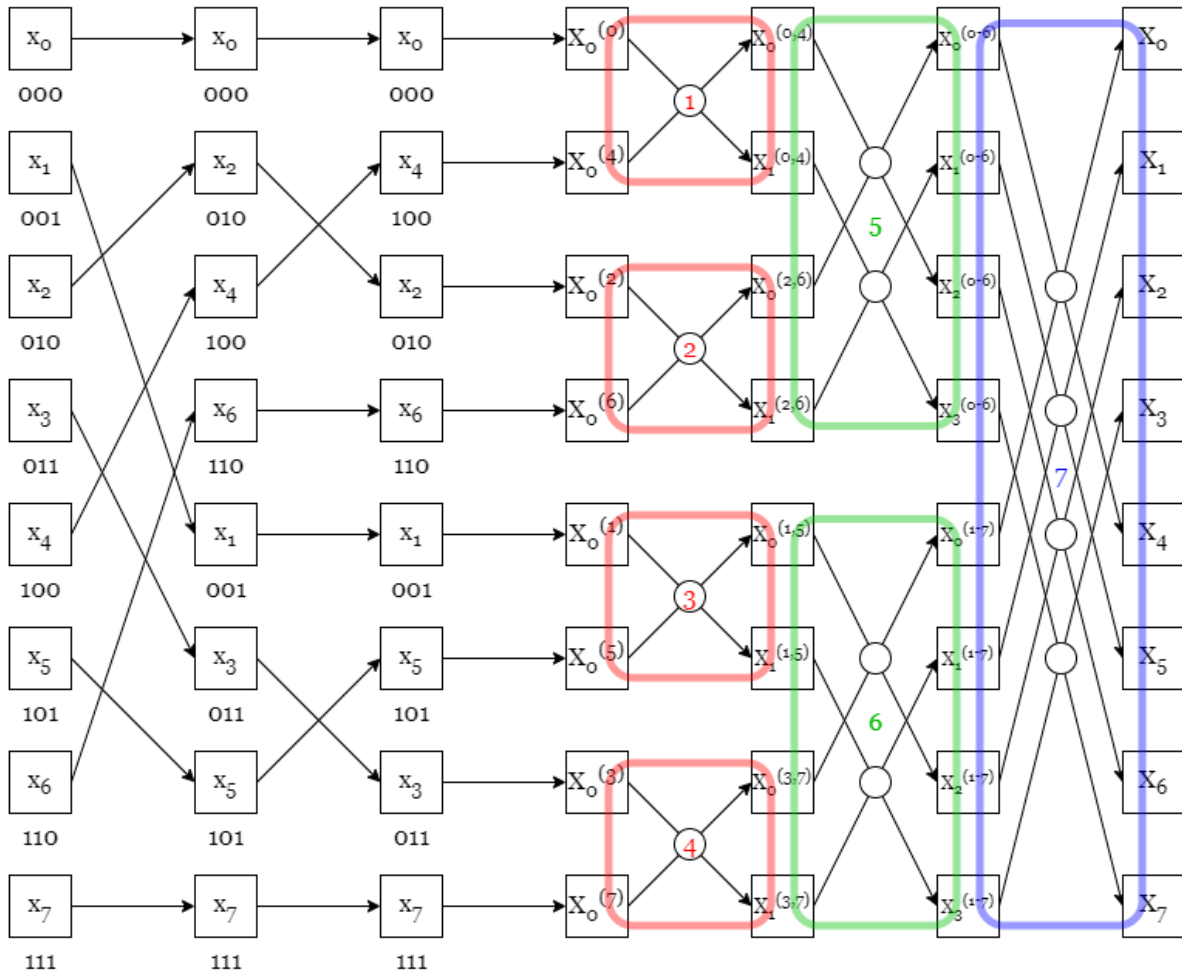 x₀ x₀ x₀ X₀⁽⁰⁾ X₀⁽⁰,⁴⁾ X₀⁽⁰⁻⁶⁾ X₀
000 000 000
1
x₁ x₂ x₄ X₀⁽⁴⁾ X₁⁽⁰,⁴⁾ X₁⁽⁰⁻⁶⁾ X₁
001 010 100
5
x₂ x₄ x₂ X₀⁽²⁾ X₀⁽²,⁶⁾ X₂⁽⁰⁻⁶⁾ X₂
010 100 010
2
x₃ x₆ x₆ X₀⁽⁶⁾ X₁⁽²,⁶⁾ X₃⁽⁰⁻⁶⁾ X₃
011 110 110
7
x₄ x₁ x₁ X₀⁽¹⁾ X₀⁽¹,⁵⁾ X₀⁽¹⁻⁷⁾ X₄
100 001 001
3
x₅ x₃ x₅ X₀⁽⁵⁾ X₁⁽¹,⁵⁾ X₁⁽¹⁻⁷⁾ X₅
101 011 101
6
x₆ x₅ x₃ X₀⁽³⁾ X₀⁽³,⁷⁾ X₂⁽¹⁻⁷⁾ X₆
110 101 011
4
x₇ x₇ x₇ X₀⁽⁷⁾ X₁⁽³,⁷⁾ X₃⁽¹⁻⁷⁾ X₇
111 111 111